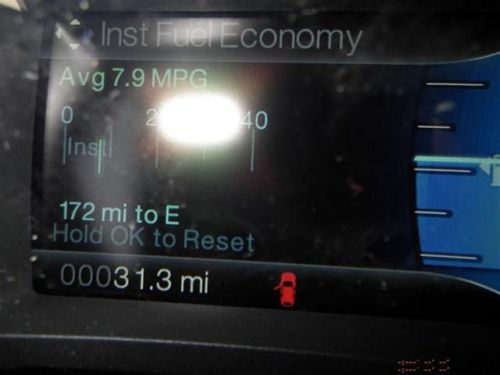 Inst Fuel Economy
Avg 7.9 MPG
0 40
Inst
172 mi to E
Hold OK to Reset
00031.3 mi